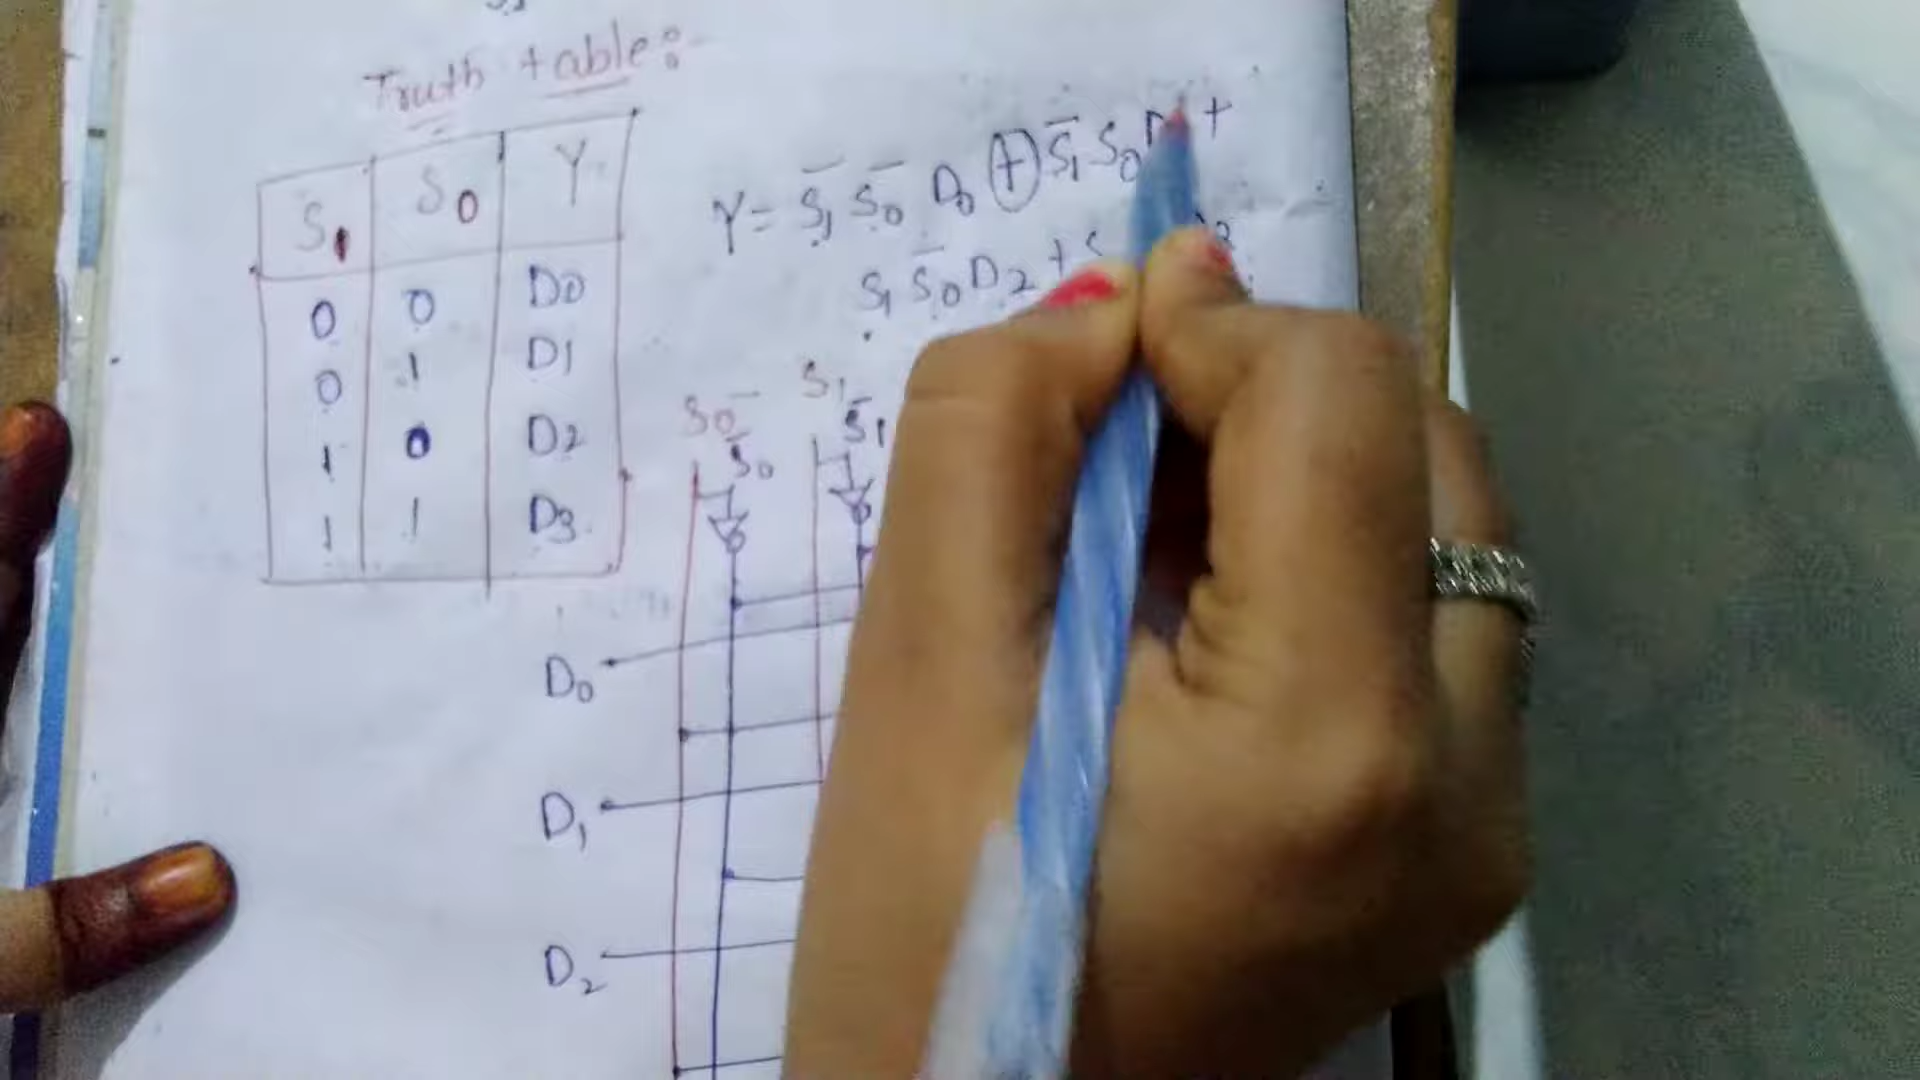 Truth table:-
S1 S0 Y
0 0 D0
0 1 D1
1 0 D2
1 1 D3
Y = S̅1 S̅0 D0 + S̅1 S0 D +
S1 S̅0 D2 + S
S0 S1
S̅0 S̅1
D0
D1
D2